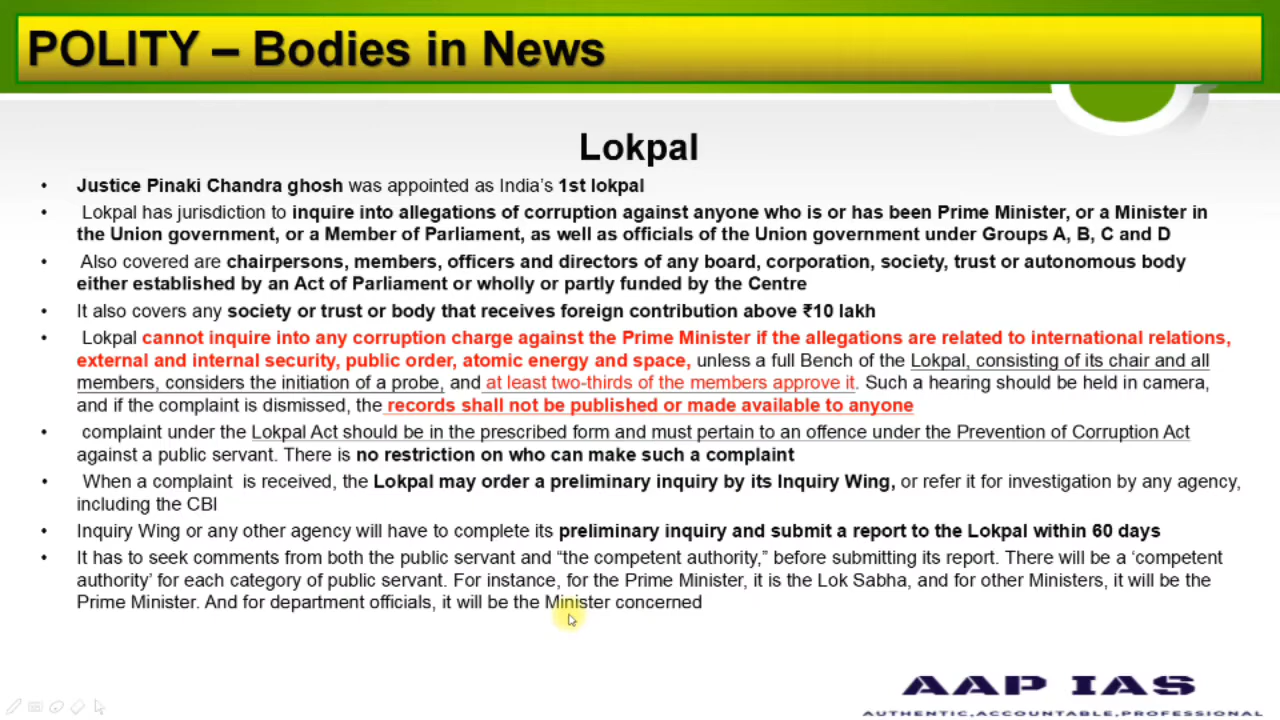 POLITY – Bodies in News
Lokpal
• Justice Pinaki Chandra ghosh was appointed as India's 1st lokpal
• Lokpal has jurisdiction to inquire into allegations of corruption against anyone who is or has been Prime Minister, or a Minister in
the Union government, or a Member of Parliament, as well as officials of the Union government under Groups A, B, C and D
• Also covered are chairpersons, members, officers and directors of any board, corporation, society, trust or autonomous body
either established by an Act of Parliament or wholly or partly funded by the Centre
• It also covers any society or trust or body that receives foreign contribution above ₹10 lakh
• Lokpal cannot inquire into any corruption charge against the Prime Minister if the allegations are related to international relations,
external and internal security, public order, atomic energy and space, unless a full Bench of the Lokpal, consisting of its chair and all
members, considers the initiation of a probe, and at least two-thirds of the members approve it. Such a hearing should be held in camera,
and if the complaint is dismissed, the records shall not be published or made available to anyone
• complaint under the Lokpal Act should be in the prescribed form and must pertain to an offence under the Prevention of Corruption Act
against a public servant. There is no restriction on who can make such a complaint
• When a complaint is received, the Lokpal may order a preliminary inquiry by its Inquiry Wing, or refer it for investigation by any agency,
including the CBI
• Inquiry Wing or any other agency will have to complete its preliminary inquiry and submit a report to the Lokpal within 60 days
• It has to seek comments from both the public servant and “the competent authority,” before submitting its report. There will be a ‘competent
authority’ for each category of public servant. For instance, for the Prime Minister, it is the Lok Sabha, and for other Ministers, it will be the
Prime Minister. And for department officials, it will be the Minister concerned
AAP IAS
AUTHENTIC,ACCOUNTABLE,PROFESSIONAL